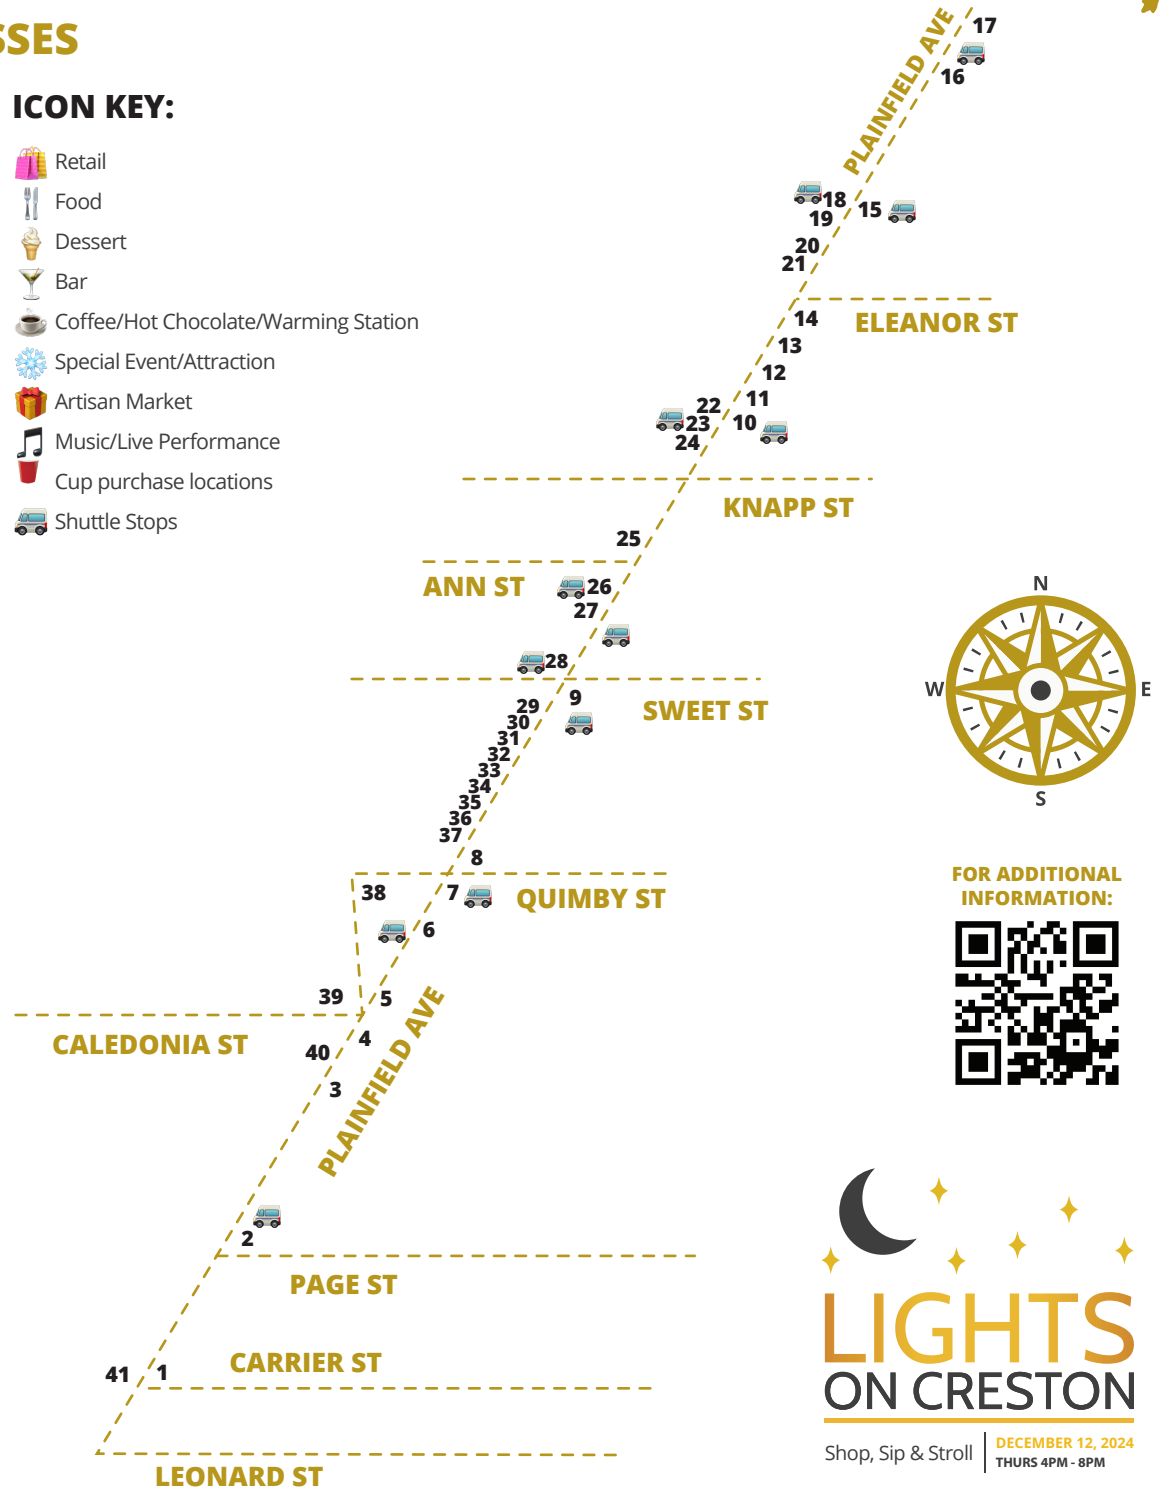 SSES
ICON KEY:
Retail
Food
Dessert
Bar
Coffee/Hot Chocolate/Warming Station
Special Event/Attraction
Artisan Market
Music/Live Performance
Cup purchase locations
Shuttle Stops
PLAINFIELD AVE
17
16
18
15
19
20
21
ELEANOR ST
14
13
12
11
22
10
23
24
KNAPP ST
25
ANN ST
26
27
28
SWEET ST
9
29
30
31
32
33
34
35
36
37
8
QUIMBY ST
38
7
6
39
5
CALEDONIA ST
40
4
3
PLAINFIELD AVE
2
PAGE ST
CARRIER ST
41
1
LEONARD ST
N
W
E
S
FOR ADDITIONAL
INFORMATION:
LIGHTS
ON CRESTON
Shop, Sip & Stroll
DECEMBER 12, 2024
THURS 4PM - 8PM